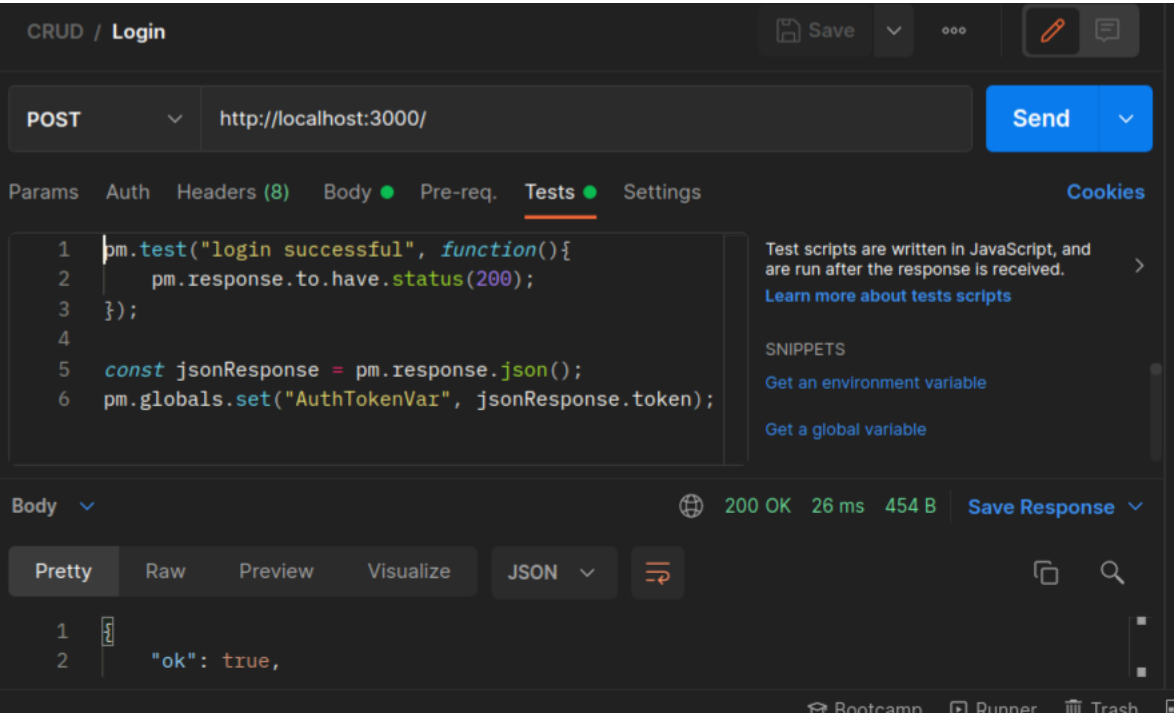 CRUD / Login
Save
POST
http://localhost:3000/
Send
Params Auth Headers (8) Body Pre-req. Tests Settings Cookies
1 pm.test("login successful", function(){
2 pm.response.to.have.status(200);
3 });
4
5 const jsonResponse = pm.response.json();
6 pm.globals.set("AuthTokenVar", jsonResponse.token);
Test scripts are written in JavaScript, and
are run after the response is received.
Learn more about tests scripts
SNIPPETS
Get an environment variable
Get a global variable
Body 200 OK 26 ms 454 B Save Response
Pretty Raw Preview Visualize JSON
1 {
2 "ok": true,
Bootcamp Runner Trash